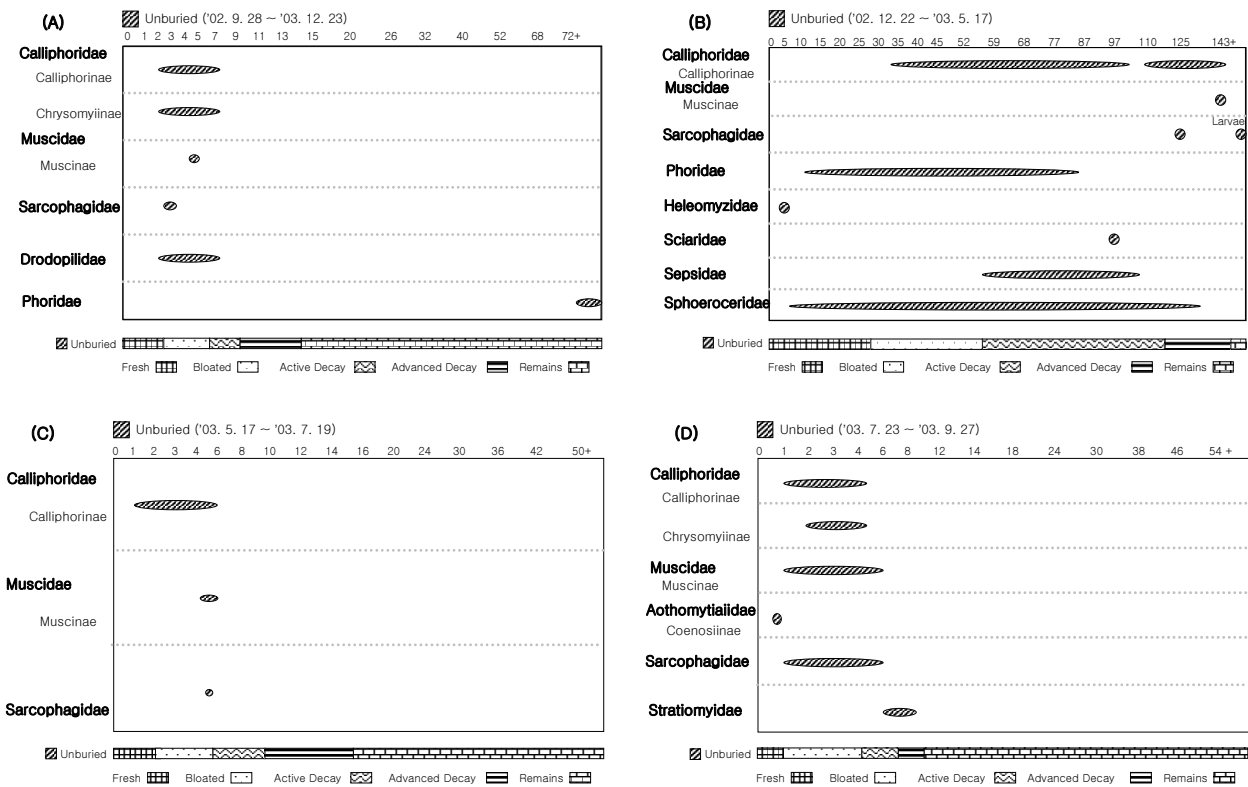 (A)
Unburied ('02. 9. 28 ~ '03. 12. 23)
0 1 2 3 4 5 7 9 11 13 15 20 26 32 40 52 68 72+
Calliphoridae
Calliphorinae
Chrysomyiinae
Muscidae
Muscinae
Sarcophagidae
Drodopilidae
Phoridae
Unburied
Fresh Bloated Active Decay Advanced Decay Remains
(B)
Unburied ('02. 12. 22 ~ '03. 5. 17)
0 5 10 15 20 25 30 35 40 45 52 59 68 77 87 97 110 125 143+
Calliphoridae
Calliphorinae
Muscidae
Muscinae
Larvae
Sarcophagidae
Phoridae
Heleomyzidae
Sciaridae
Sepsidae
Sphoeroceridae
Unburied
Fresh Bloated Active Decay Advanced Decay Remains
(C)
Unburied ('03. 5. 17 ~ '03. 7. 19)
0 1 2 3 4 6 8 10 12 14 16 20 24 30 36 42 50+
Calliphoridae
Calliphorinae
Muscidae
Muscinae
Sarcophagidae
Unburied
Fresh Bloated Active Decay Advanced Decay Remains
(D)
Unburied ('03. 7. 23 ~ '03. 9. 27)
0 1 2 3 4 6 8 10 14 18 24 30 38 46 54 +
Calliphoridae
Calliphorinae
Chrysomyiinae
Muscidae
Muscinae
Aothomytiaiidae
Coenosiinae
Sarcophagidae
Stratiomyidae
Unburied
Fresh Bloated Active Decay Advanced Decay Remains